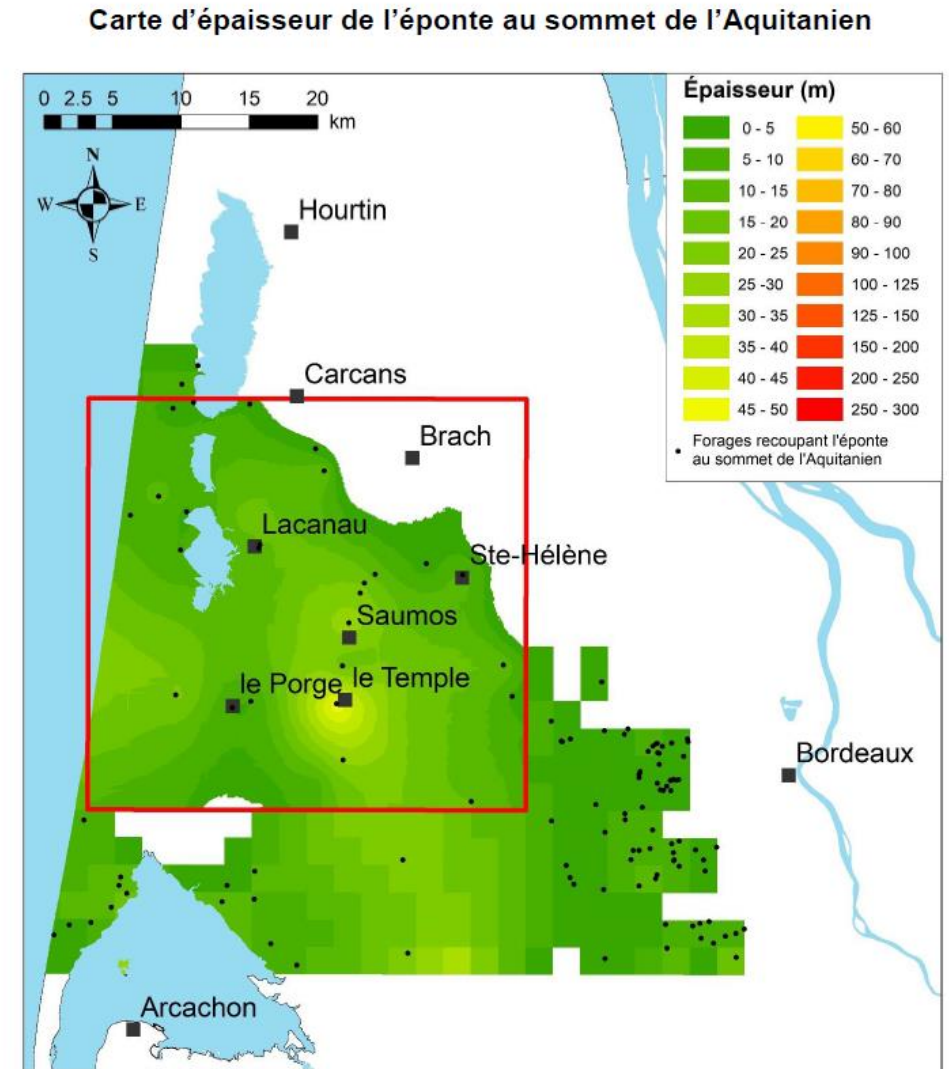 Carte d’épaisseur de l’éponte au sommet de l’Aquitanien
0 2.5 5 10 15 20
km
N
W E
S
Épaisseur (m)
0 - 5 50 - 60
5 - 10 60 - 70
10 - 15 70 - 80
15 - 20 80 - 90
20 - 25 90 - 100
25 -30 100 - 125
30 - 35 125 - 150
35 - 40 150 - 200
40 - 45 200 - 250
45 - 50 250 - 300
Forages recoupant l'éponte
au sommet de l'Aquitanien
Hourtin
Carcans
Brach
Lacanau
Ste-Hélène
Saumos
le Porge le Temple
Bordeaux
Arcachon